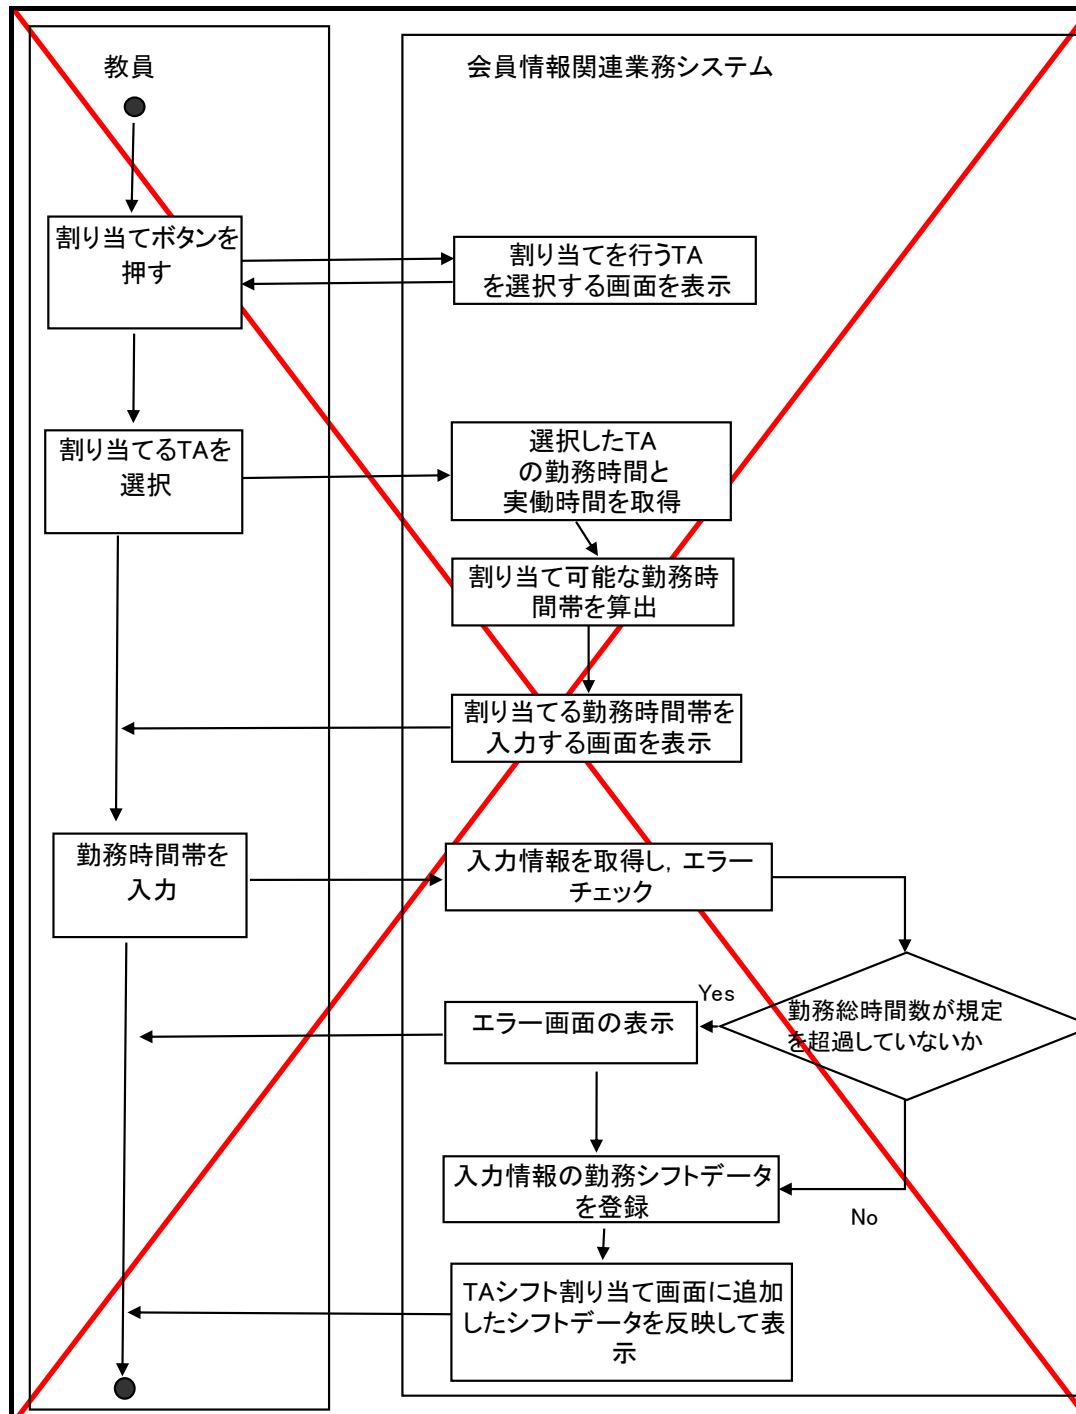 教員
会員情報関連業務システム
割り当てボタンを
押す
割り当てを行うTA
を選択する画面を表示
割り当てるTAを
選択
選択したTA
の勤務時間と
実働時間を取得
割り当て可能な勤務時
間帯を算出
割り当てる勤務時間帯を
入力する画面を表示
勤務時間帯を
入力
入力情報を取得し，エラー
チェック
Yes
勤務総時間数が規定
を超過していないか
エラー画面の表示
入力情報の勤務シフトデータ
を登録
No
TAシフト割り当て画面に追加
したシフトデータを反映して表
示